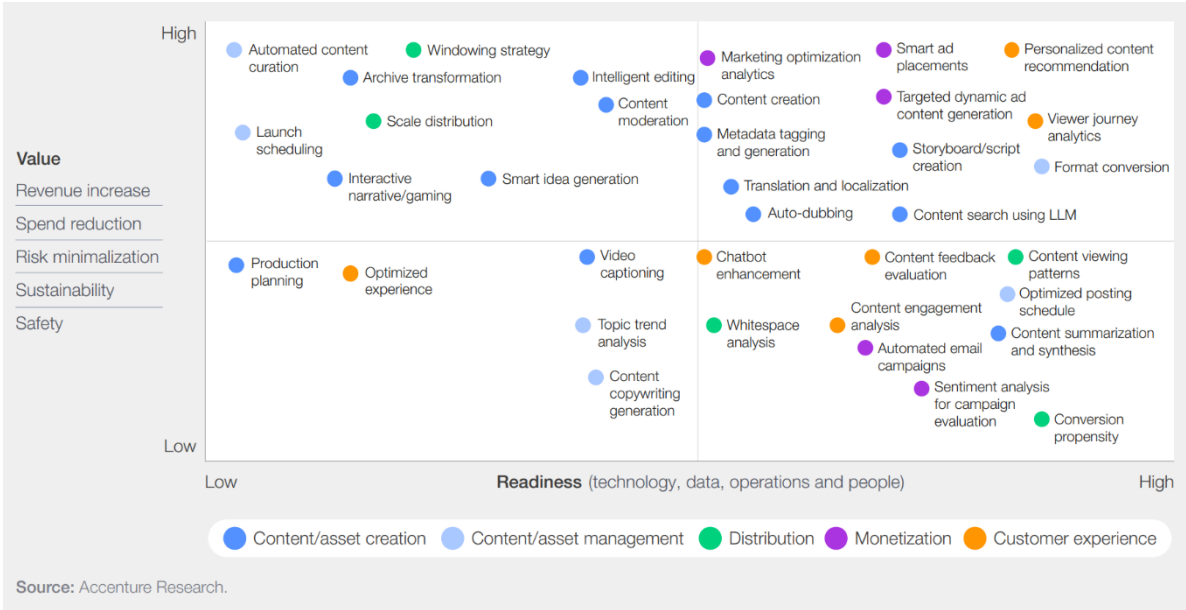 High
Automated content
curation
Windowing strategy
Archive transformation
Intelligent editing
Content
moderation
Scale distribution
Launch
scheduling
Interactive
narrative/gaming
Smart idea generation
Marketing optimization
analytics
Smart ad
placements
Personalized content
recommendation
Content creation
Targeted dynamic ad
content generation
Viewer journey
analytics
Metadata tagging
and generation
Storyboard/script
creation
Format conversion
Translation and localization
Auto-dubbing
Content search using LLM
Value
Revenue increase
Spend reduction
Risk minimalization
Sustainability
Safety
Production
planning
Optimized
experience
Video
captioning
Topic trend
analysis
Content
copywriting
generation
Chatbot
enhancement
Content feedback
evaluation
Content viewing
patterns
Optimized posting
schedule
Whitespace
analysis
Content engagement
analysis
Content summarization
and synthesis
Automated email
campaigns
Sentiment analysis
for campaign
evaluation
Conversion
propensity
Low
Low
Readiness (technology, data, operations and people)
High
Content/asset creation
Content/asset management
Distribution
Monetization
Customer experience
Source: Accenture Research.